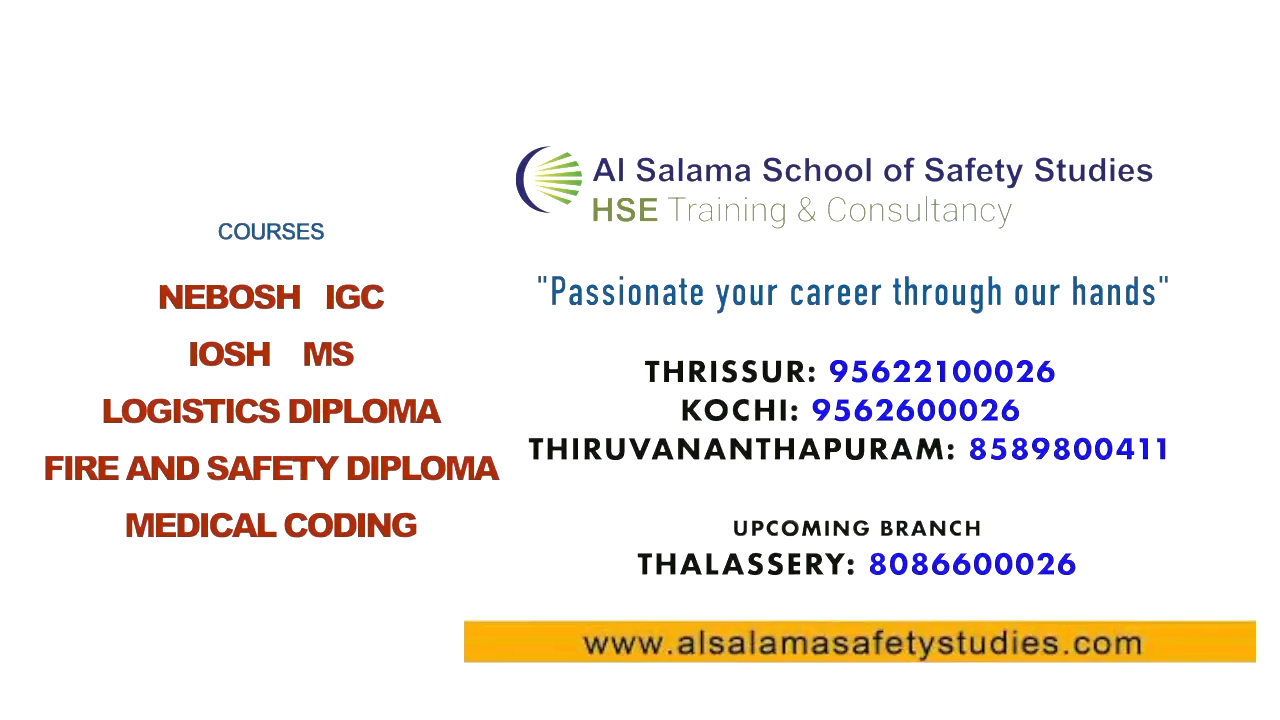 COURSES
NEBOSH IGC
IOSH MS
LOGISTICS DIPLOMA
FIRE AND SAFETY DIPLOMA
MEDICAL CODING
Al Salama School of Safety Studies
HSE Training & Consultancy
"Passionate your career through our hands"
THRISSUR: 95622100026
KOCHI: 9562600026
THIRUVANANTHAPURAM: 8589800411
UPCOMING BRANCH
THALASSERY: 8086600026
www.alsalamasafetystudies.com